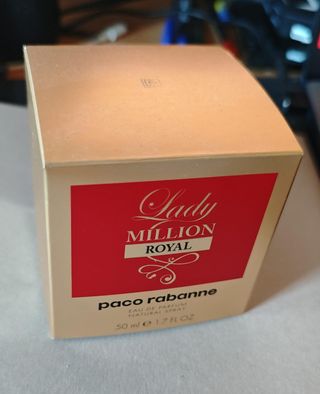 Lady
MILLION
ROYAL
paco rabanne
EAU DE PARFUM
NATURAL SPRAY
50 ml ℮ 1.7 FL OZ